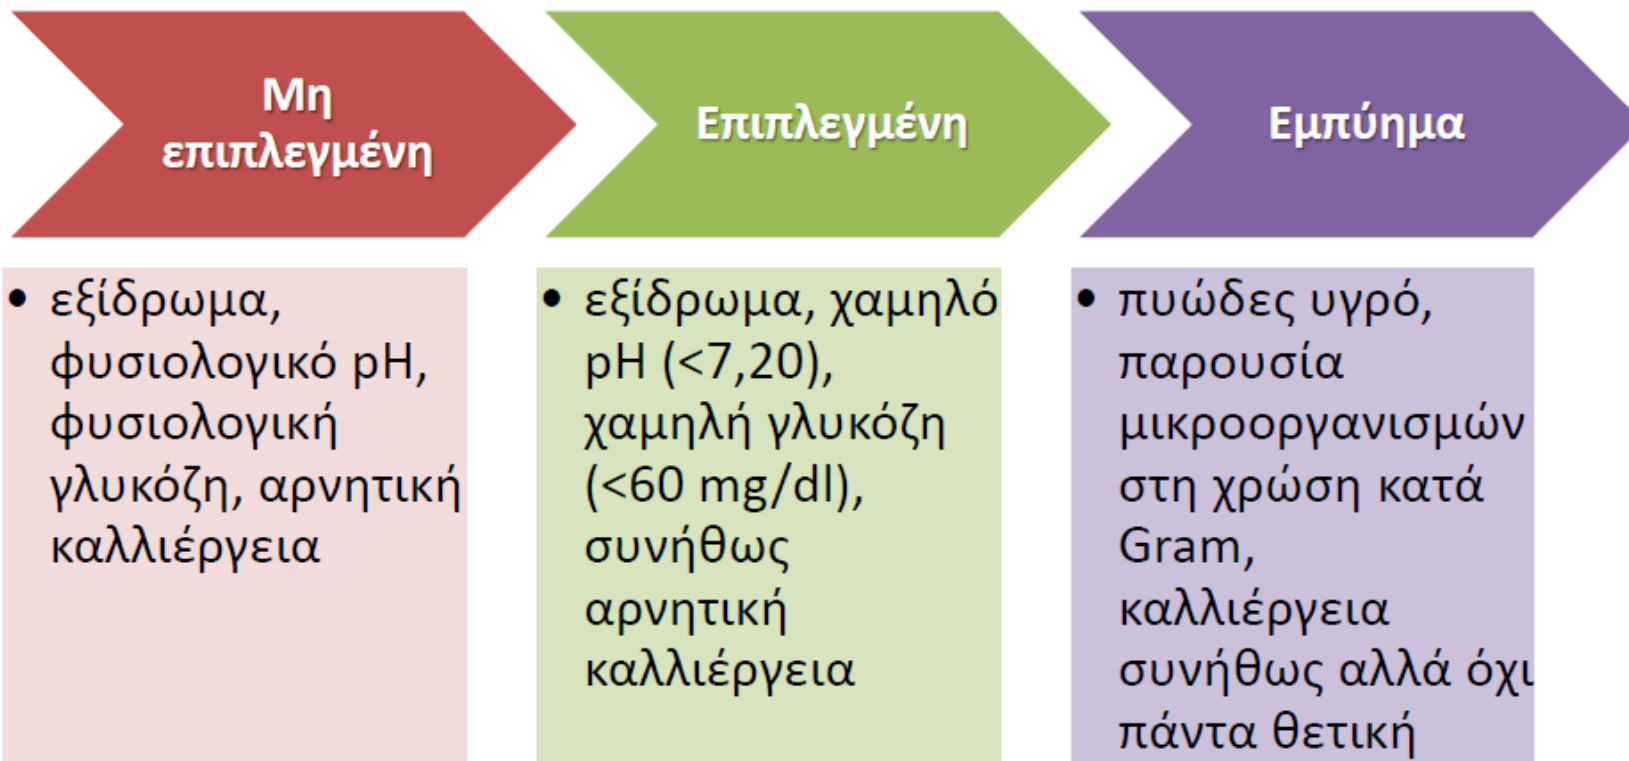 Μη
επιπλεγμένη
Επιπλεγμένη
Εμπύημα
• εξίδρωμα,
φυσιολογικό pH,
φυσιολογική
γλυκόζη, αρνητική
καλλιέργεια
• εξίδρωμα, χαμηλό
pH (<7,20),
χαμηλή γλυκόζη
(<60 mg/dl),
συνήθως
αρνητική
καλλιέργεια
• πυώδες υγρό,
παρουσία
μικροοργανισμών
στη χρώση κατά
Gram,
καλλιέργεια
συνήθως αλλά όχι
πάντα θετική